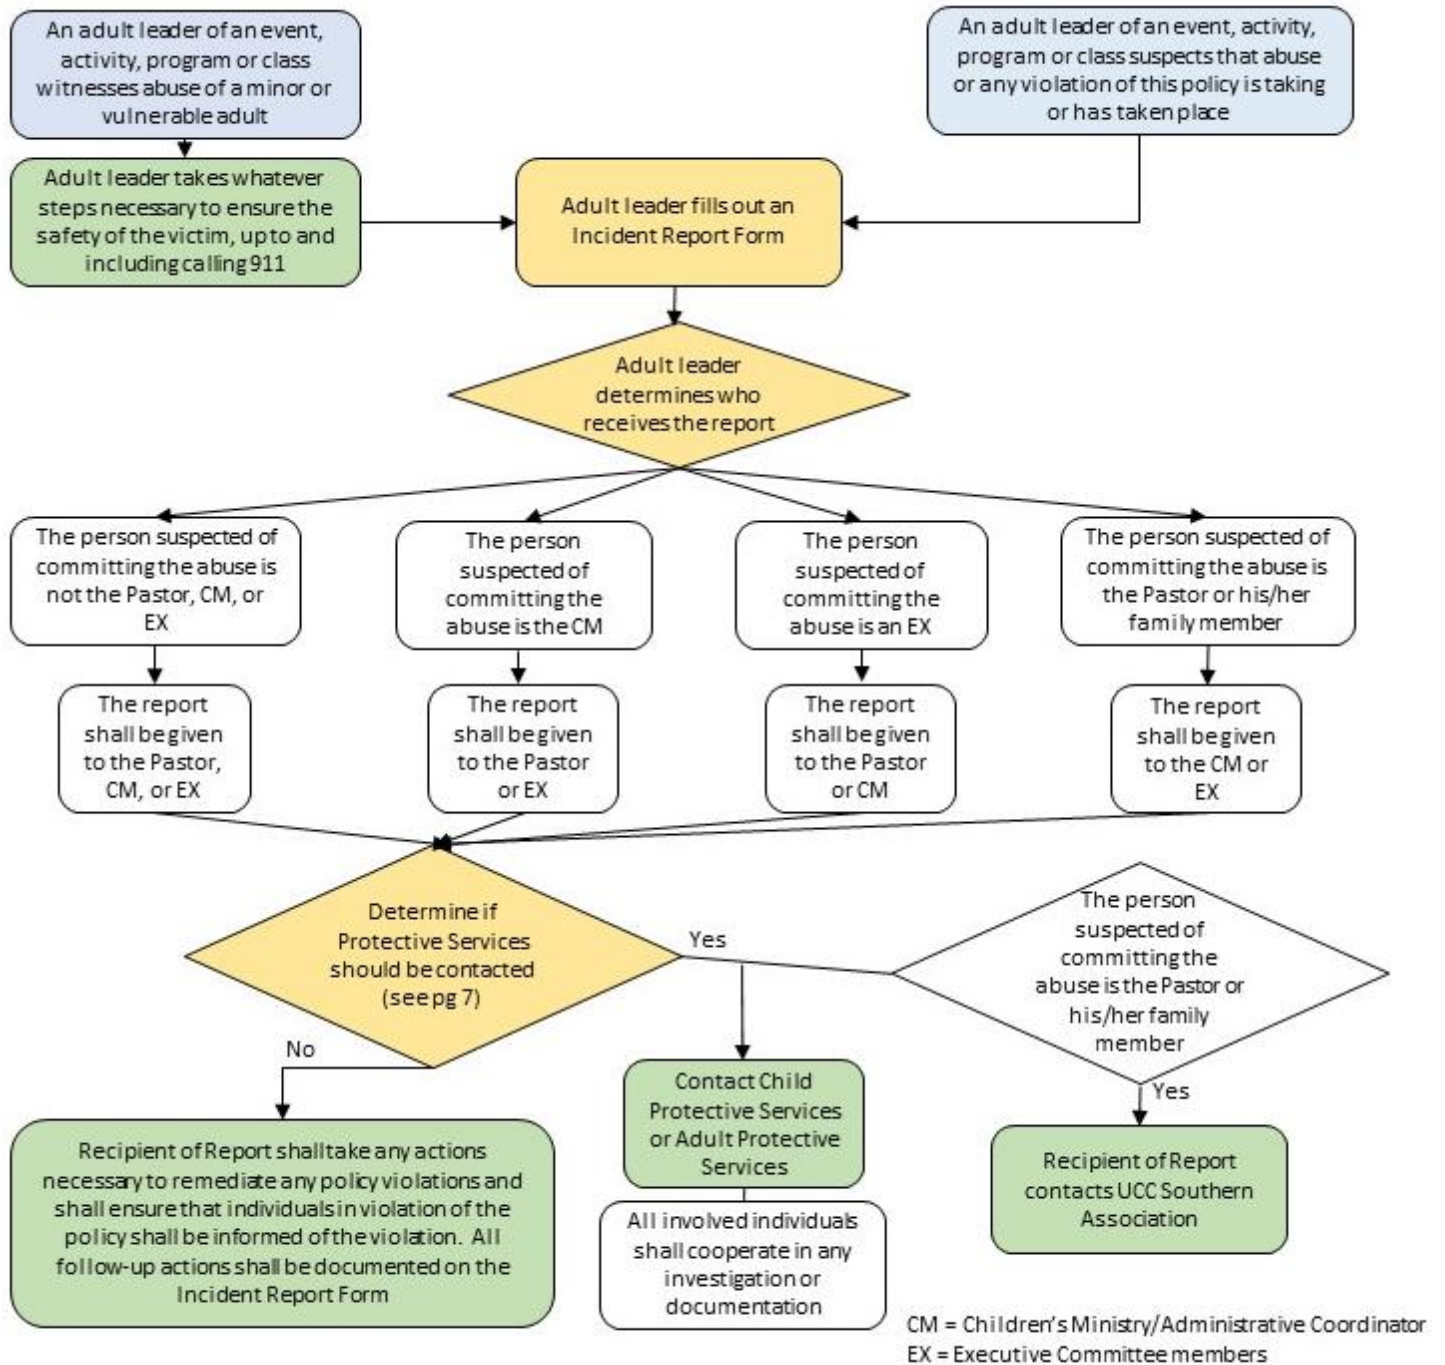 An adult leader of an event,
activity, program or class
witnesses abuse of a minor or
vulnerable adult
An adult leader of an event, activity,
program or class suspects that abuse
or any violation of this policy is taking
or has taken place
Adult leader takes whatever
steps necessary to ensure the
safety of the victim, up to and
including calling 911
Adult leader fills out an
Incident Report Form
Adult leader
determines who
receives the report
The person suspected of
committing the abuse is
not the Pastor, CM, or
EX
The person
suspected of
committing the
abuse is the CM
The person
suspected of
committing the
abuse is an EX
The person suspected of
committing the abuse is
the Pastor or his/her
family member
The report
shall be given
to the Pastor,
CM, or EX
The report
shall be given
to the Pastor
or EX
The report
shall be given
to the Pastor
or CM
The report
shall be given
to the CM or
EX
Determine if
Protective Services
should be contacted
(see pg 7)
Yes
The person
suspected of
committing the
abuse is the Pastor or
his/her family
member
No
Yes
Contact Child
Protective Services
or Adult Protective
Services
Recipient of Report
contacts UCC Southern
Association
Recipient of Report shall take any actions
necessary to remediate any policy violations and
shall ensure that individuals in violation of the
policy shall be informed of the violation.  All
follow-up actions shall be documented on the
Incident Report Form
All involved individuals
shall cooperate in any
investigation or
documentation
CM = Children's Ministry/Administrative Coordinator
EX = Executive Committee members